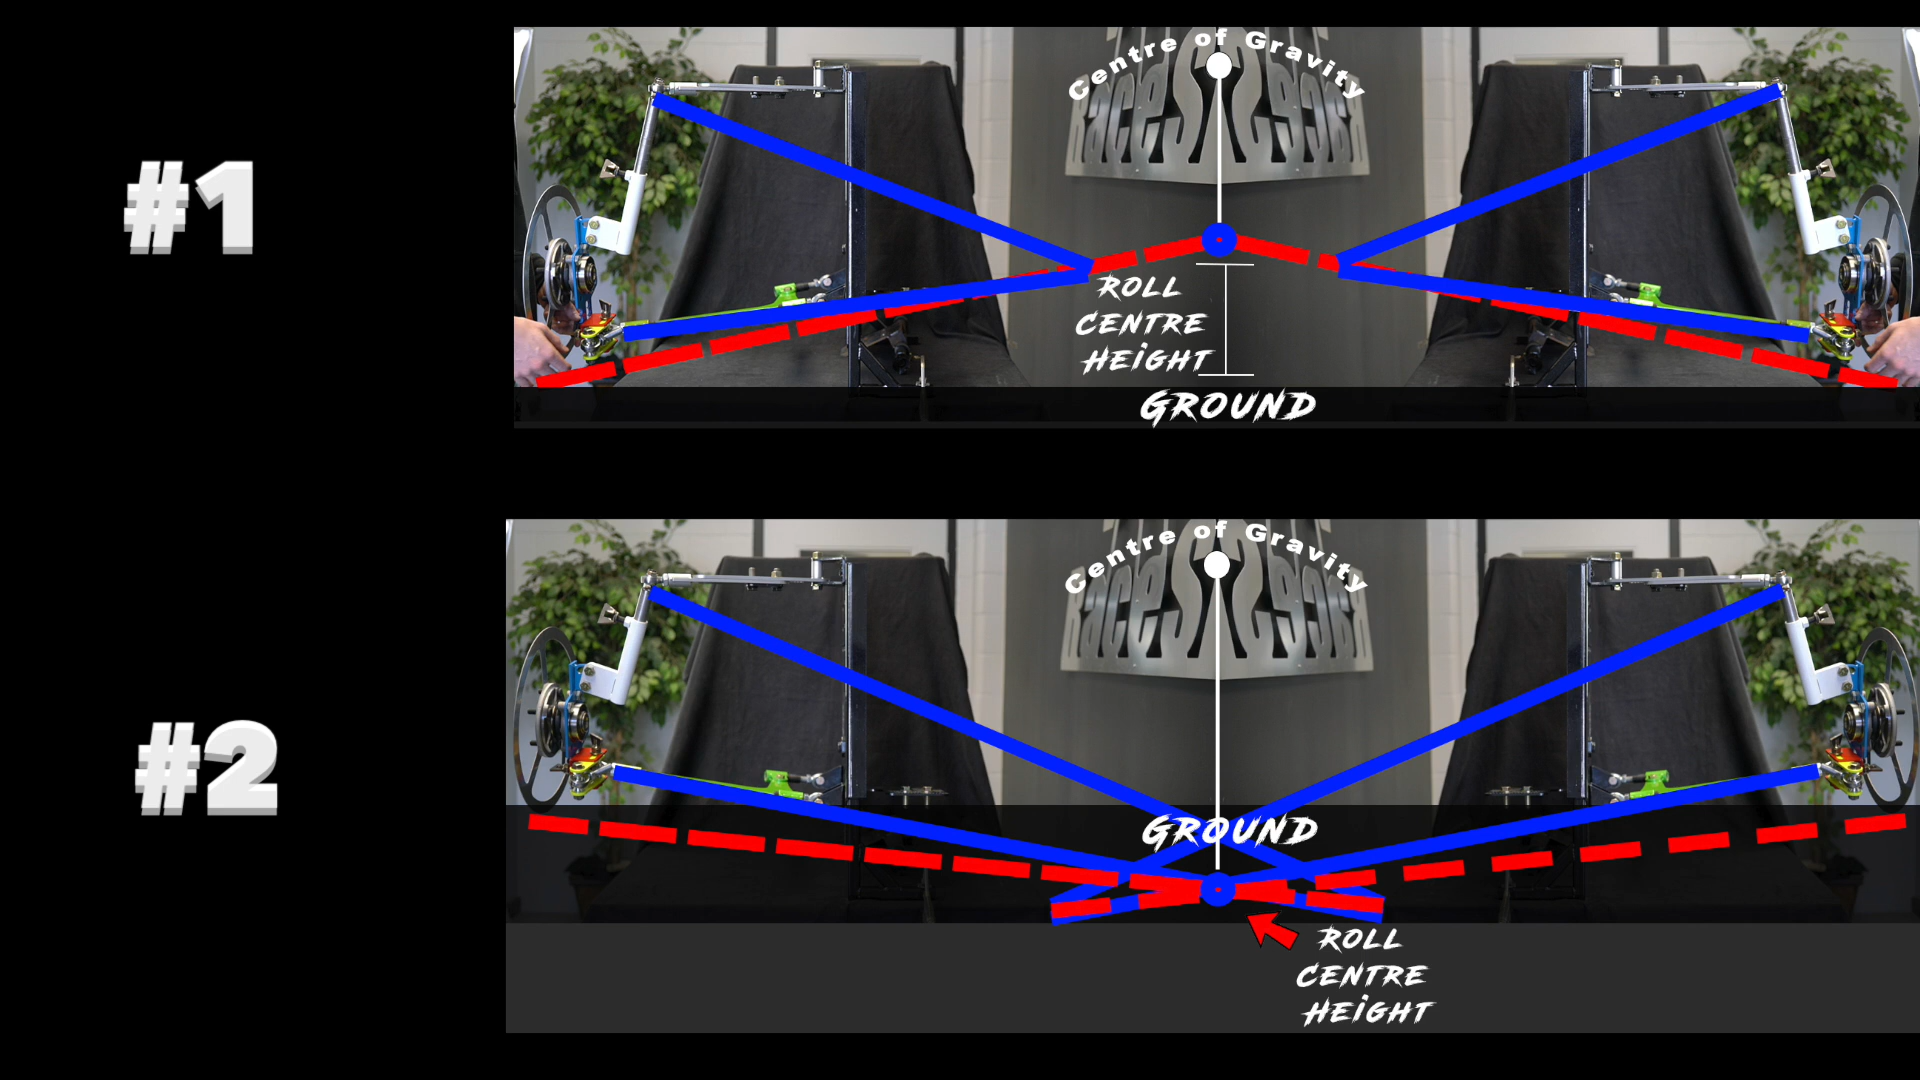 #1
Centre of Gravity
ROLL
CENTRE
HEIGHT
GROUND
#2
Centre of Gravity
GROUND
ROLL
CENTRE
HEIGHT